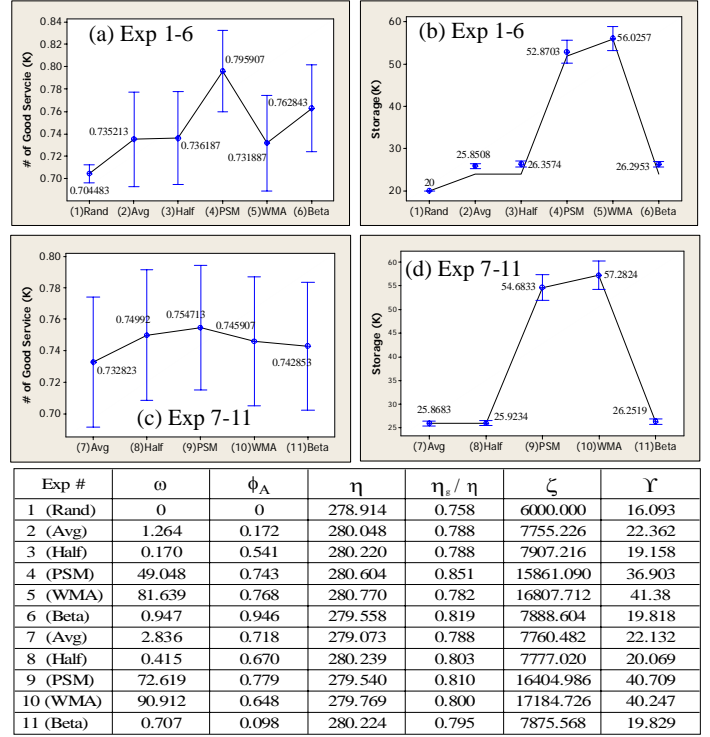 (a) Exp 1-6
# of Good Servcie (K)
0.84
0.82
0.80
0.78
0.76
0.74
0.72
0.70
0.704483
0.735213
0.736187
0.795907
0.731887
0.762843
(1)Rand (2)Avg (3)Half (4)PSM (5)WMA (6)Beta
(b) Exp 1-6
Storage(K)
60
50
40
30
20
20
25.8508
26.3574
52.8703
56.0257
26.2953
(1)Rand (2)Avg (3)Half (4)PSM (5)WMA (6)Beta
(c) Exp 7-11
# of Good Service (K)
0.80
0.78
0.76
0.74
0.72
0.70
0.732823
0.74992
0.754713
0.745907
0.742853
(7)Avg (8)Half (9)PSM (10)WMA (11)Beta
(d) Exp 7-11
Storage (K)
60
55
50
45
40
35
30
25
25.8683
25.9234
54.6833
57.2824
26.2519
(7)Avg (8)Half (9)PSM (10)WMA (11)Beta
Exp # ω ϕA η ηg / η ζ ϒ
1 (Rand) 0 0 278.914 0.758 6000.000 16.093
2 (Avg) 1.264 0.172 280.048 0.788 7755.226 22.362
3 (Half) 0.170 0.541 280.220 0.788 7907.216 19.158
4 (PSM) 49.048 0.743 280.604 0.851 15861.090 36.903
5 (WMA) 81.639 0.768 280.770 0.782 16807.712 41.38
6 (Beta) 0.947 0.946 279.558 0.819 7888.604 19.818
7 (Avg) 2.836 0.718 279.073 0.788 7760.482 22.132
8 (Half) 0.415 0.670 280.239 0.803 7777.020 20.069
9 (PSM) 72.619 0.779 279.540 0.810 16404.986 40.709
10 (WMA) 90.912 0.648 279.769 0.800 17184.726 40.247
11 (Beta) 0.707 0.098 280.224 0.795 7875.568 19.829